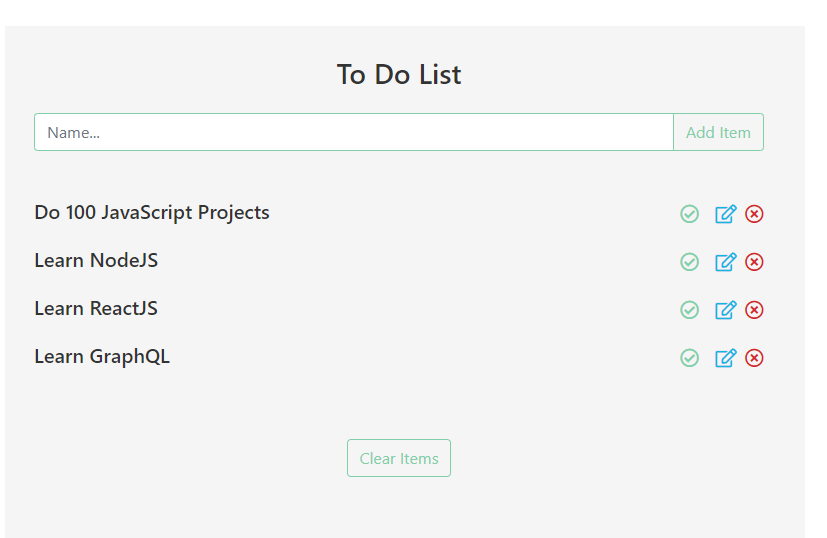 To Do List
Name...
Add Item
Do 100 JavaScript Projects
Learn NodeJS
Learn ReactJS
Learn GraphQL
Clear Items